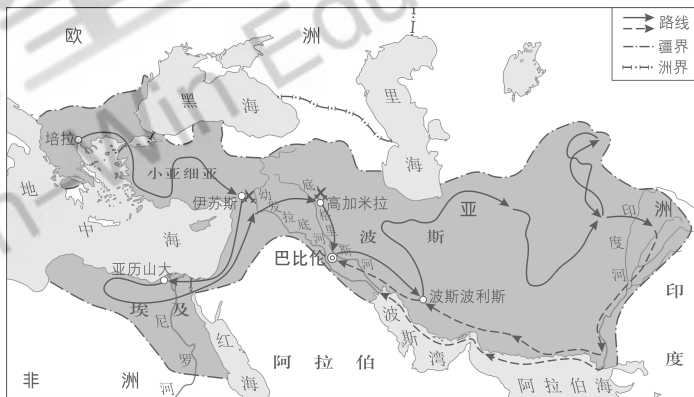 欧洲
路线
疆界
洲界
黑海
里海
培拉
小亚细亚
伊苏斯
幼发拉底河
底格里斯河
高加米拉
亚洲
波斯
地中海
巴比伦
印度河
亚历山大
埃及
波斯波利斯
尼罗河
红海
阿拉伯
波斯湾
印度
非洲
阿拉伯海